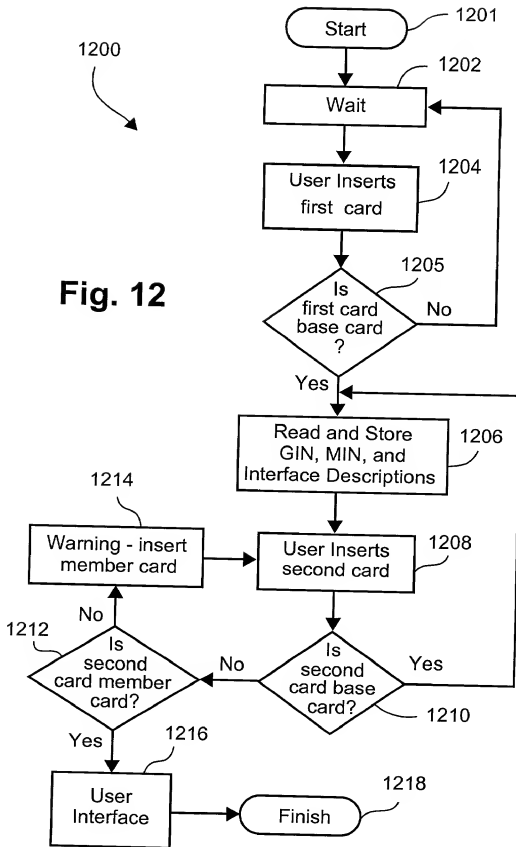 1201
Start
1200
1202
Wait
1204
User Inserts
first card
1205
Fig. 12
Is
first card
base card
?
No
Yes
Read and Store
GIN, MIN, and
Interface Descriptions
1206
1214
Warning - insert
member card
User Inserts
second card
1208
No
1212
Is
second
card member
card?
No
Is
second
card base
card?
Yes
1210
Yes
1216
User
Interface
Finish
1218